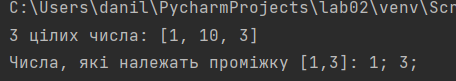 C:\Users\danil\PycharmProjects\lab02\venv\Scr
3 цілих числа: [1, 10, 3]
Числа, які належать проміжку [1,3]: 1; 3;